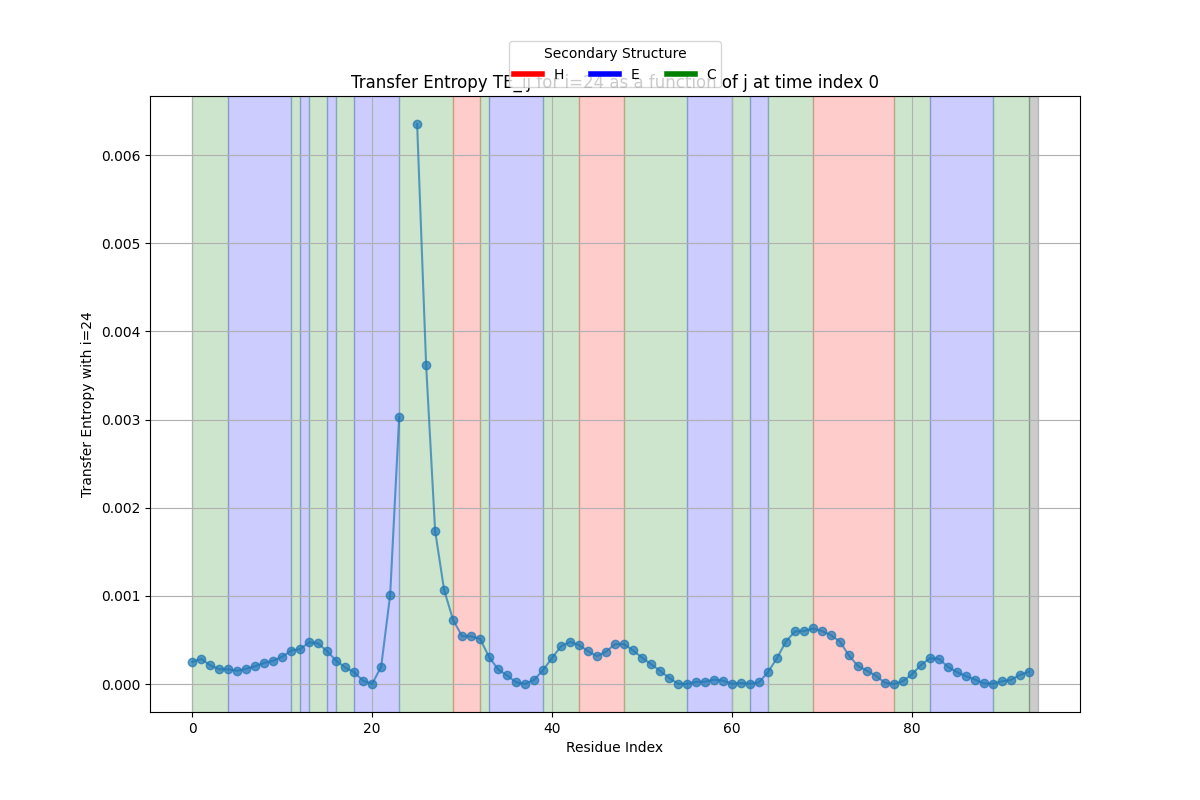 Secondary Structure
H E C
Transfer Entropy TE_ij for i=24 as a function of j at time index 0
Transfer Entropy with i=24
0.006
0.005
0.004
0.003
0.002
0.001
0.000
0 20 40 60 80
Residue Index